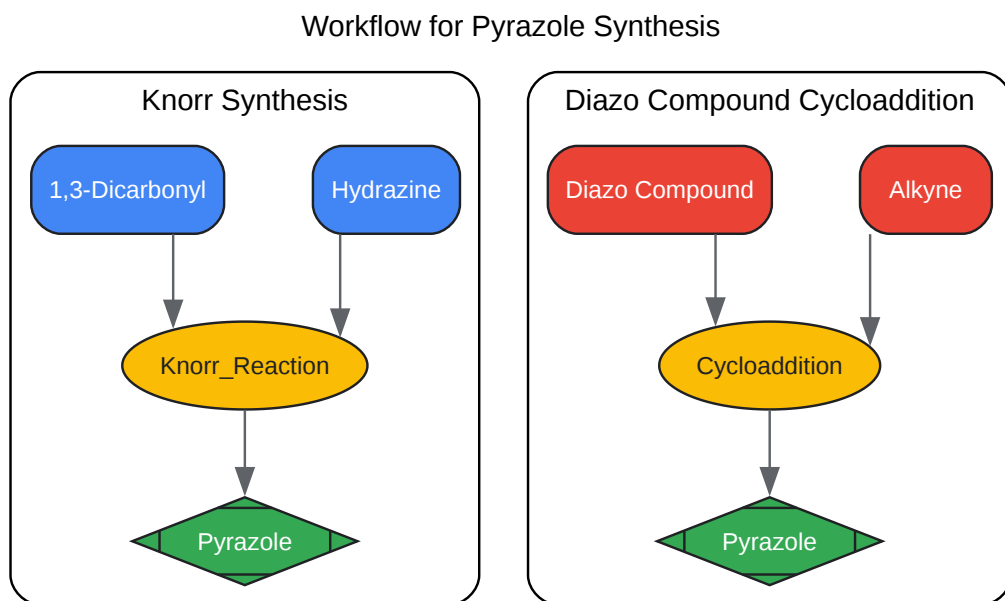 Workflow for Pyrazole Synthesis
Knorr Synthesis
1,3-Dicarbonyl
Hydrazine
Knorr_Reaction
Pyrazole
Diazo Compound Cycloaddition
Diazo Compound
Alkyne
Cycloaddition
Pyrazole